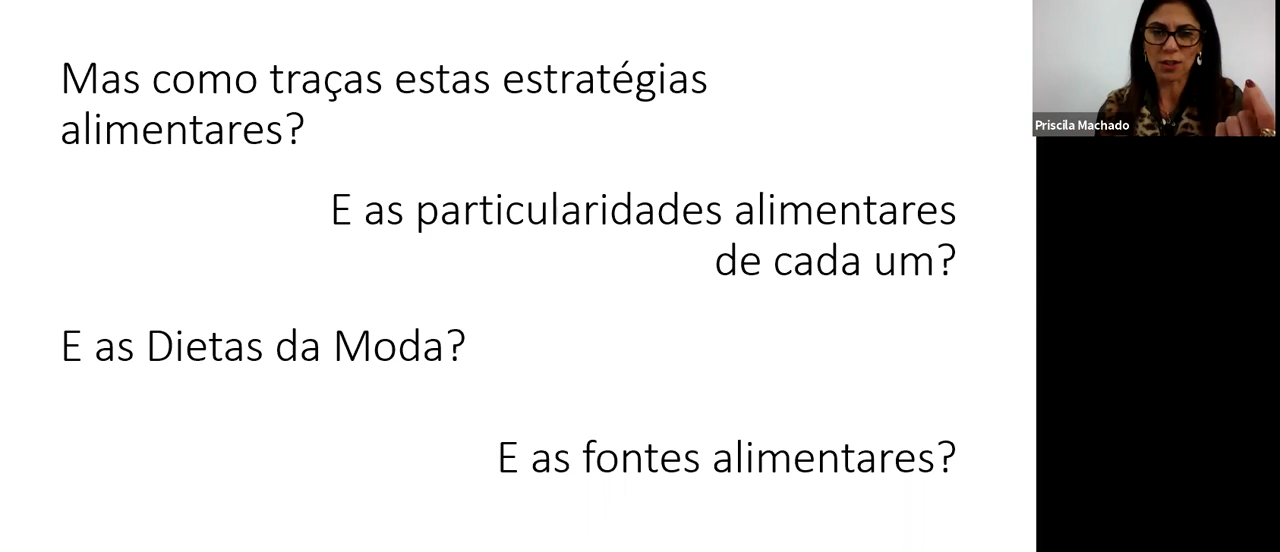 Mas como traças estas estratégias
alimentares?
Priscila Machado
E as particularidades alimentares
de cada um?
E as Dietas da Moda?
E as fontes alimentares?